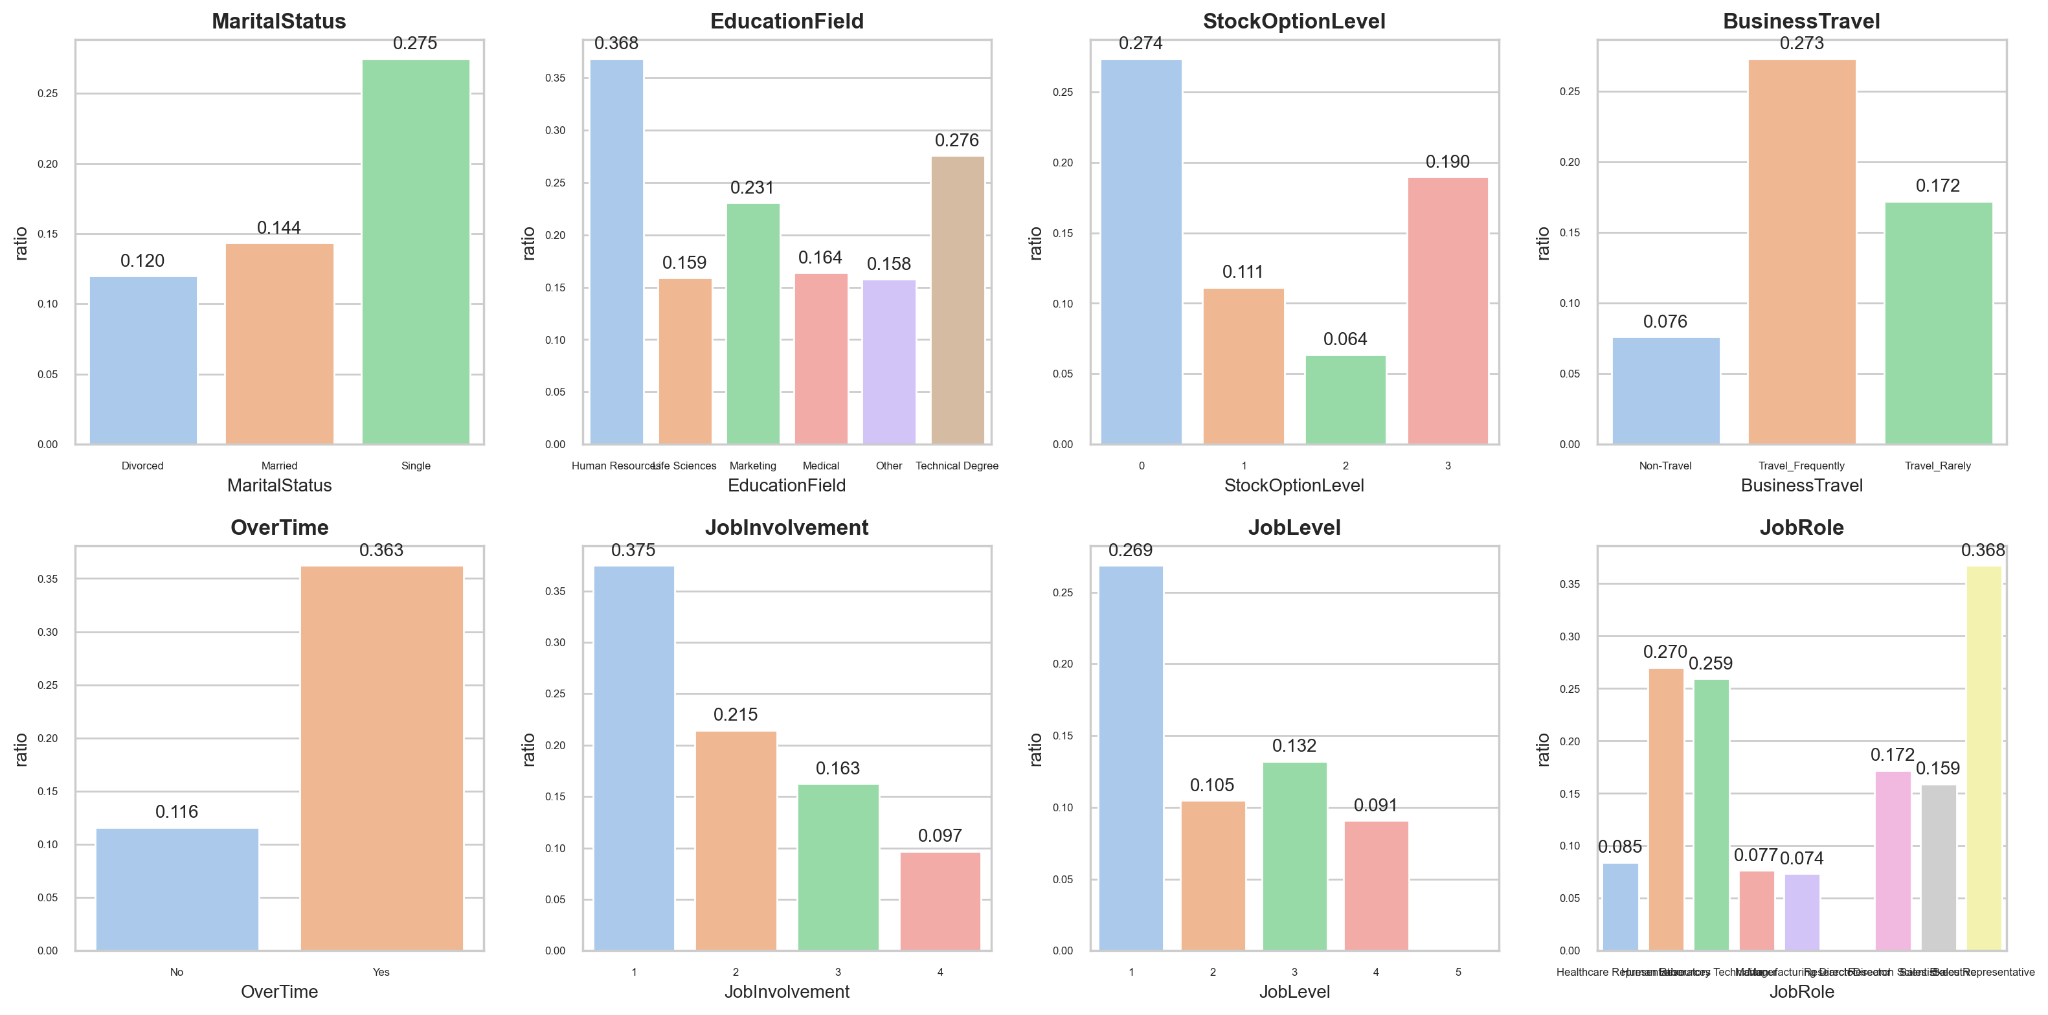 MaritalStatus
0.275
0.25
0.20
0.15
0.10
0.05
0.00
ratio
0.120
0.144
Divorced Married Single
MaritalStatus
EducationField
0.368
0.35
0.30
0.25
0.20
0.15
0.10
0.05
0.00
ratio
0.159
0.231
0.164
0.158
0.276
Human Resources Life Sciences Marketing Medical Other Technical Degree
EducationField
StockOptionLevel
0.274
0.25
0.20
0.15
0.10
0.05
0.00
ratio
0.111
0.064
0.190
0 1 2 3
StockOptionLevel
BusinessTravel
0.273
0.25
0.20
0.15
0.10
0.05
0.00
ratio
0.076
0.172
Non-Travel Travel_Frequently Travel_Rarely
BusinessTravel
OverTime
0.363
0.35
0.30
0.25
0.20
0.15
0.10
0.05
0.00
ratio
0.116
No Yes
OverTime
JobInvolvement
0.375
0.35
0.30
0.25
0.20
0.15
0.10
0.05
0.00
ratio
0.215
0.163
0.097
1 2 3 4
JobInvolvement
JobLevel
0.269
0.25
0.20
0.15
0.10
0.05
0.00
ratio
0.105
0.132
0.091
1 2 3 4 5
JobLevel
JobRole
0.368
0.35
0.30
0.25
0.20
0.15
0.10
0.05
0.00
ratio
0.085
0.270
0.259
0.077
0.074
0.172
0.159
Healthcare Representative
JobRole